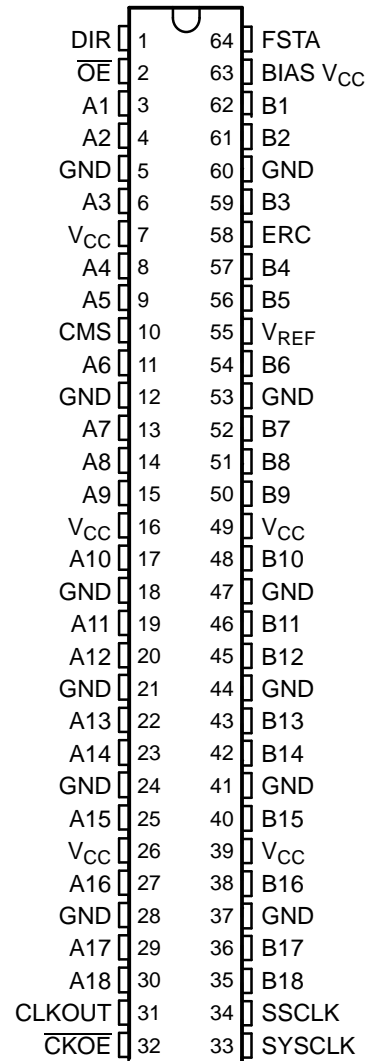 DIR 1 64 FSTA
O̅E̅ 2 63 BIAS VCC
A1 3 62 B1
A2 4 61 B2
GND 5 60 GND
A3 6 59 B3
VCC 7 58 ERC
A4 8 57 B4
A5 9 56 B5
CMS 10 55 VREF
A6 11 54 B6
GND 12 53 GND
A7 13 52 B7
A8 14 51 B8
A9 15 50 B9
VCC 16 49 VCC
A10 17 48 B10
GND 18 47 GND
A11 19 46 B11
A12 20 45 B12
GND 21 44 GND
A13 22 43 B13
A14 23 42 B14
GND 24 41 GND
A15 25 40 B15
VCC 26 39 VCC
A16 27 38 B16
GND 28 37 GND
A17 29 36 B17
A18 30 35 B18
CLKOUT 31 34 SSCLK
C̅K̅O̅E̅ 32 33 SYSCLK